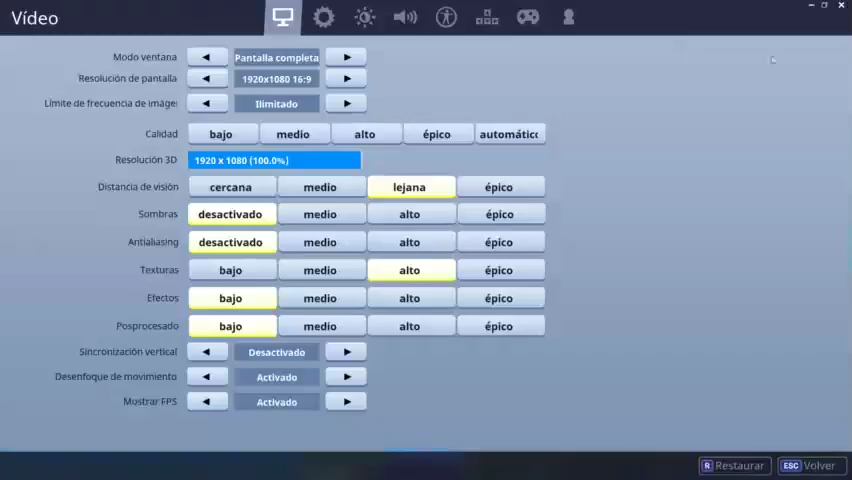 Vídeo
Modo ventana Pantalla completa
Resolución de pantalla 1920x1080 16:9
Límite de frecuencia de imáge: Ilimitado
Calidad bajo medio alto épico automátic
Resolución 3D 1920 x 1080 (100.0%)
Distancia de visión cercana medio lejana épico
Sombras desactivado medio alto épico
Antialiasing desactivado medio alto épico
Texturas bajo medio alto épico
Efectos bajo medio alto épico
Posprocesado bajo medio alto épico
Sincronización vertical Desactivado
Desenfoque de movimiento Activado
Mostrar FPS Activado
R Restaurar ESC Volver